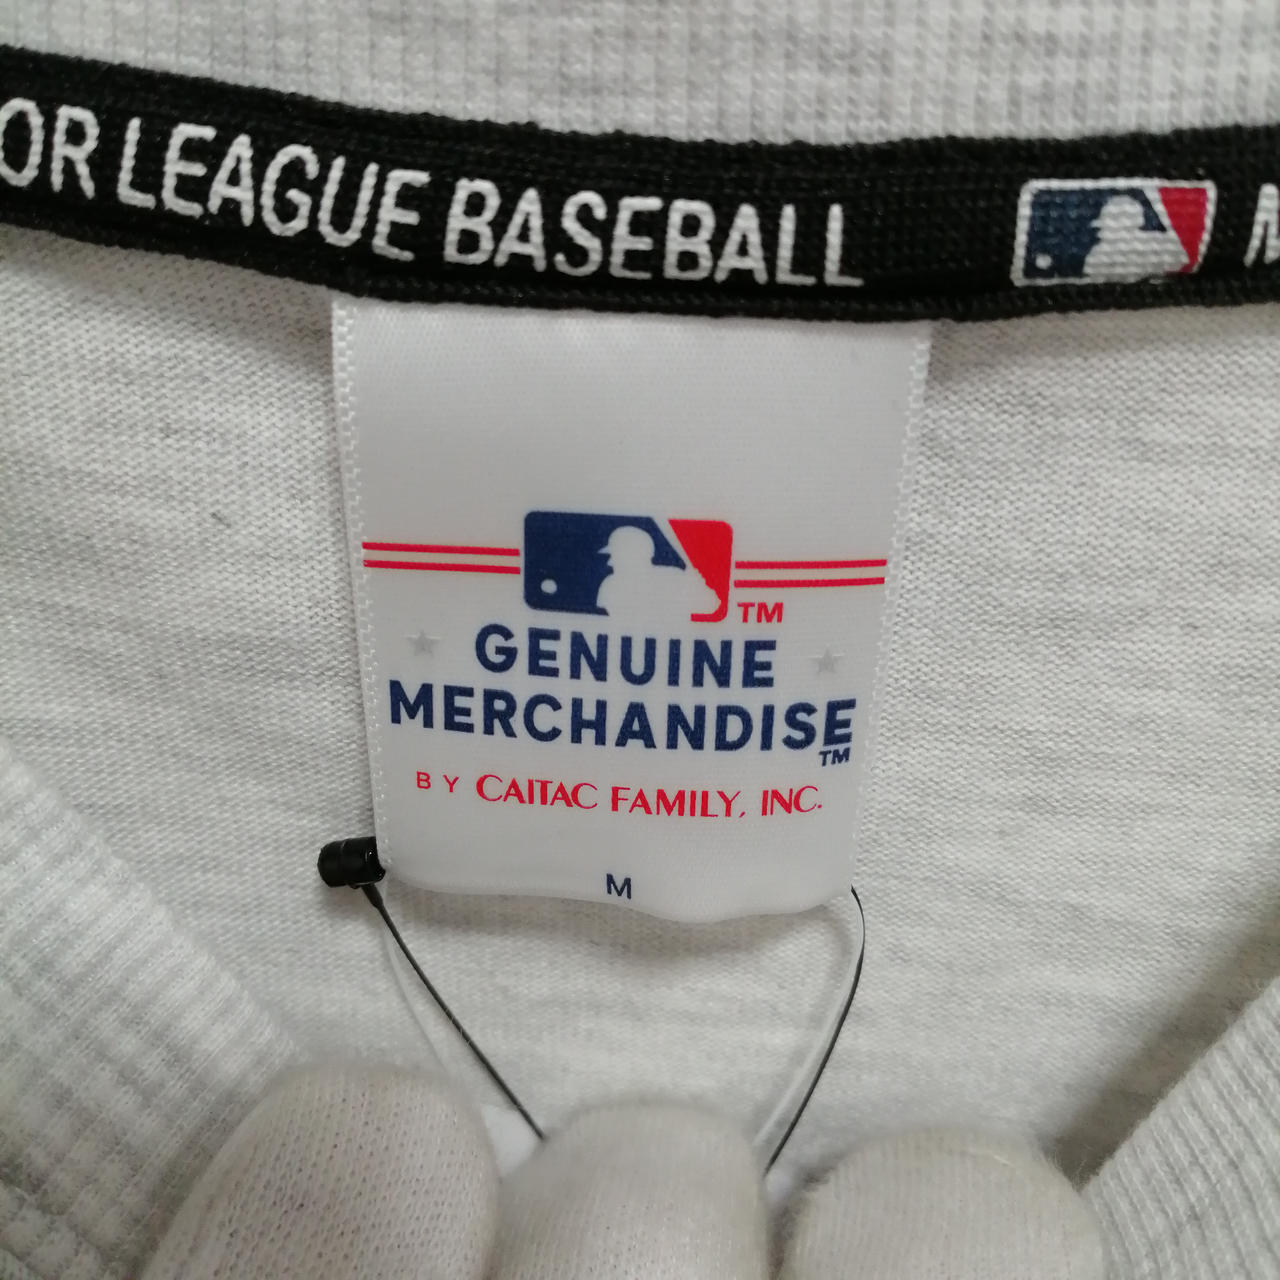 OR LEAGUE BASEBALL M
TM
GENUINE
MERCHANDISE
TM
BY CAITAC FAMILY, INC.
M